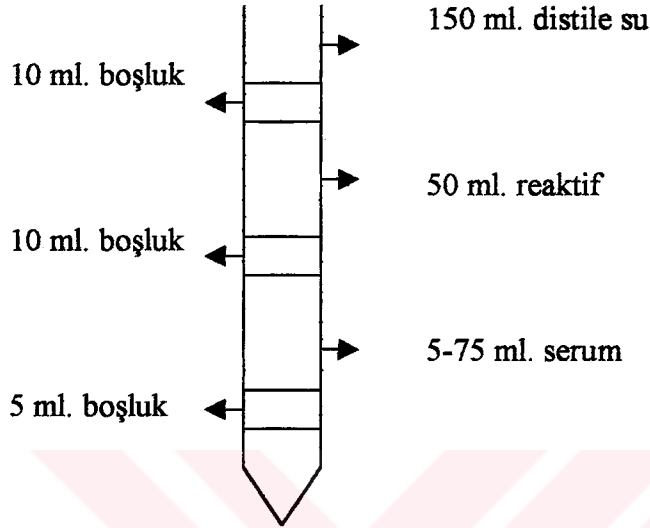 150 ml. distile su
10 ml. boşluk
50 ml. reaktif
10 ml. boşluk
5-75 ml. serum
5 ml. boşluk